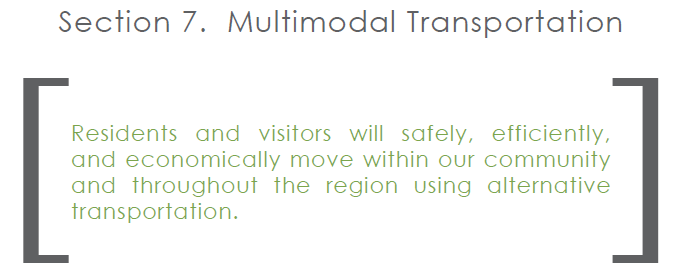 Section 7. Multimodal Transportation
Residents and visitors will safely, efficiently,
and economically move within our community
and throughout the region using alternative
transportation.